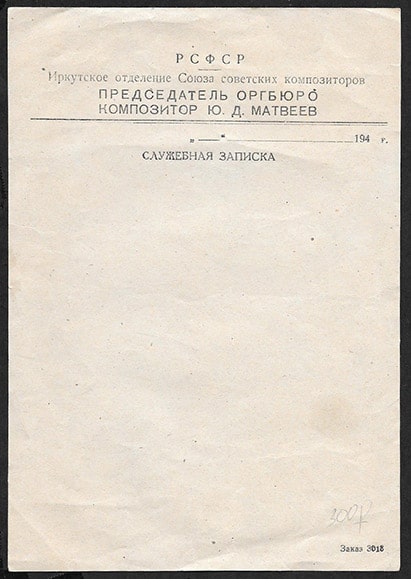 РСФСР
Иркутское отделение Союза советских композиторов
ПРЕДСЕДАТЕЛЬ ОРГБЮРО
КОМПОЗИТОР Ю. Д. МАТВЕЕВ
„ — “ 194 г.
СЛУЖЕБНАЯ ЗАПИСКА
Заказ 3018